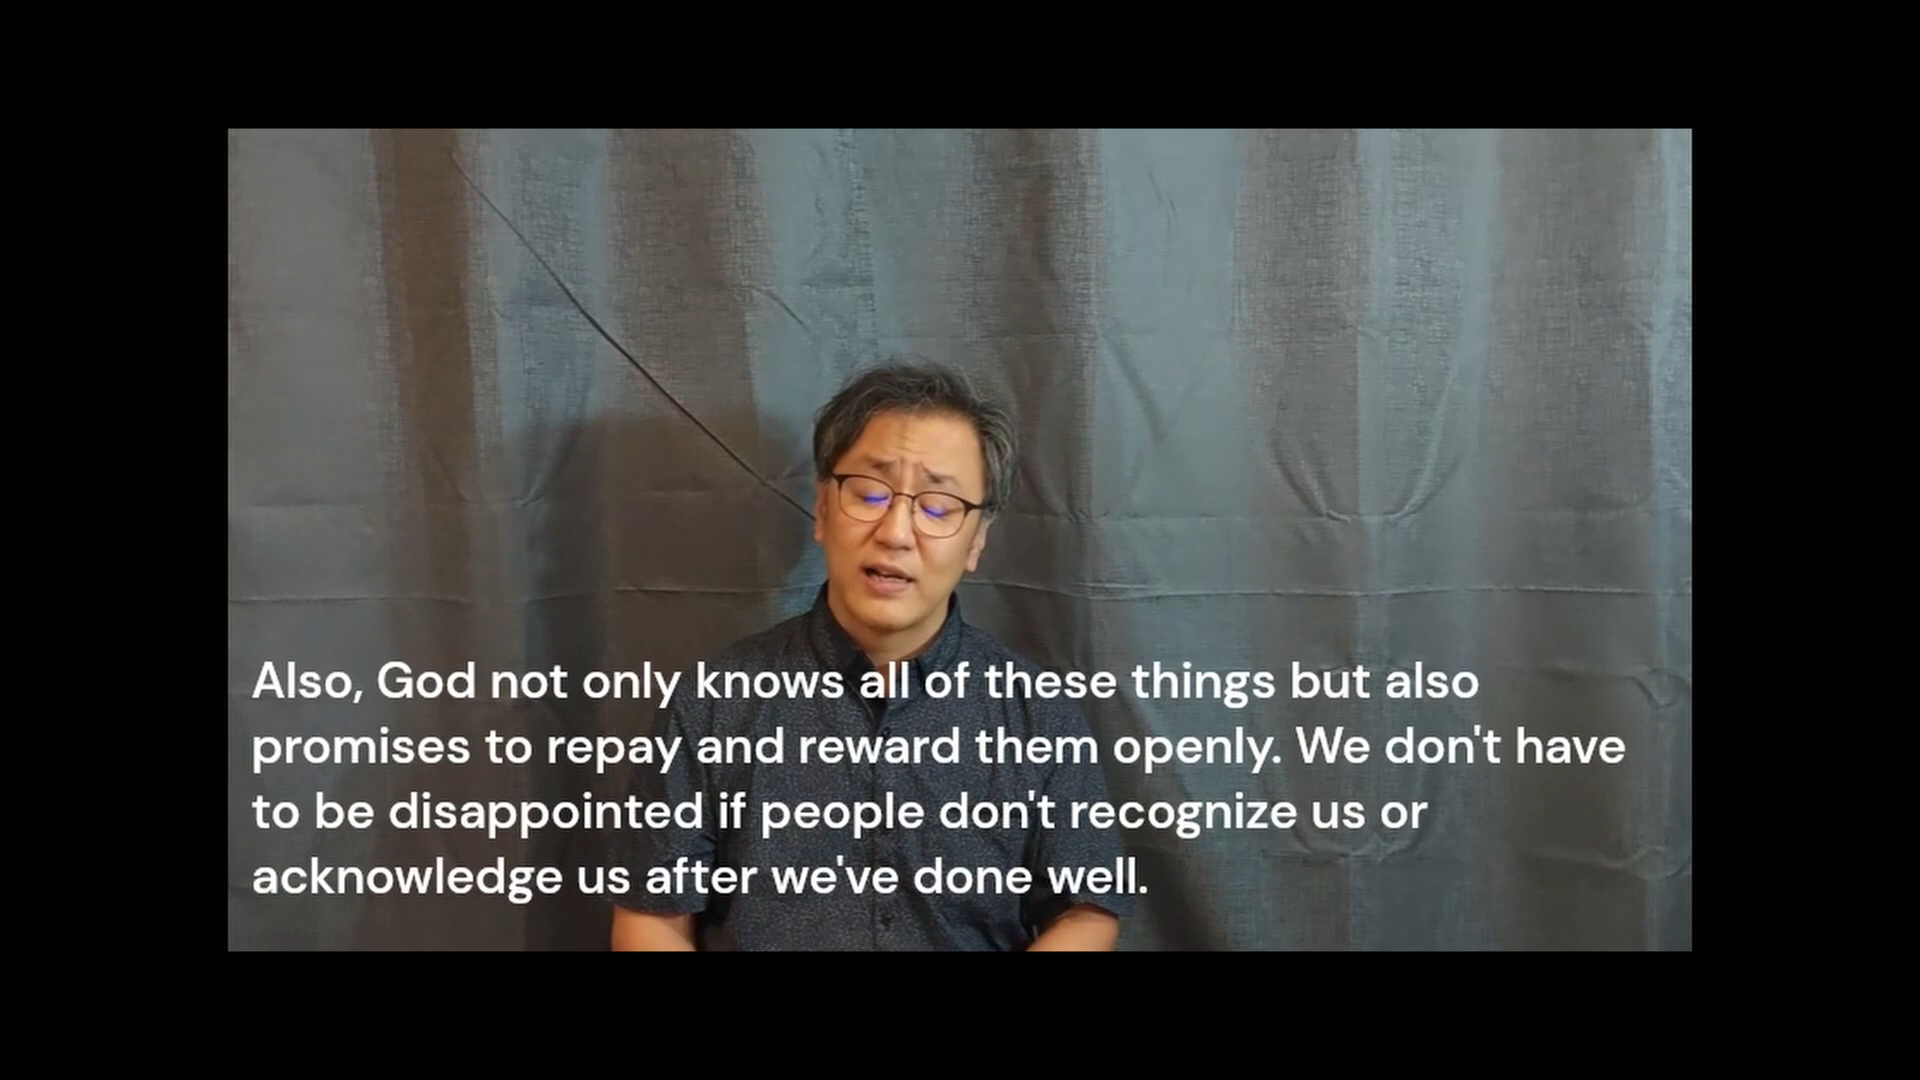 Also, God not only knows all of these things but also
promises to repay and reward them openly. We don't have
to be disappointed if people don't recognize us or
acknowledge us after we've done well.